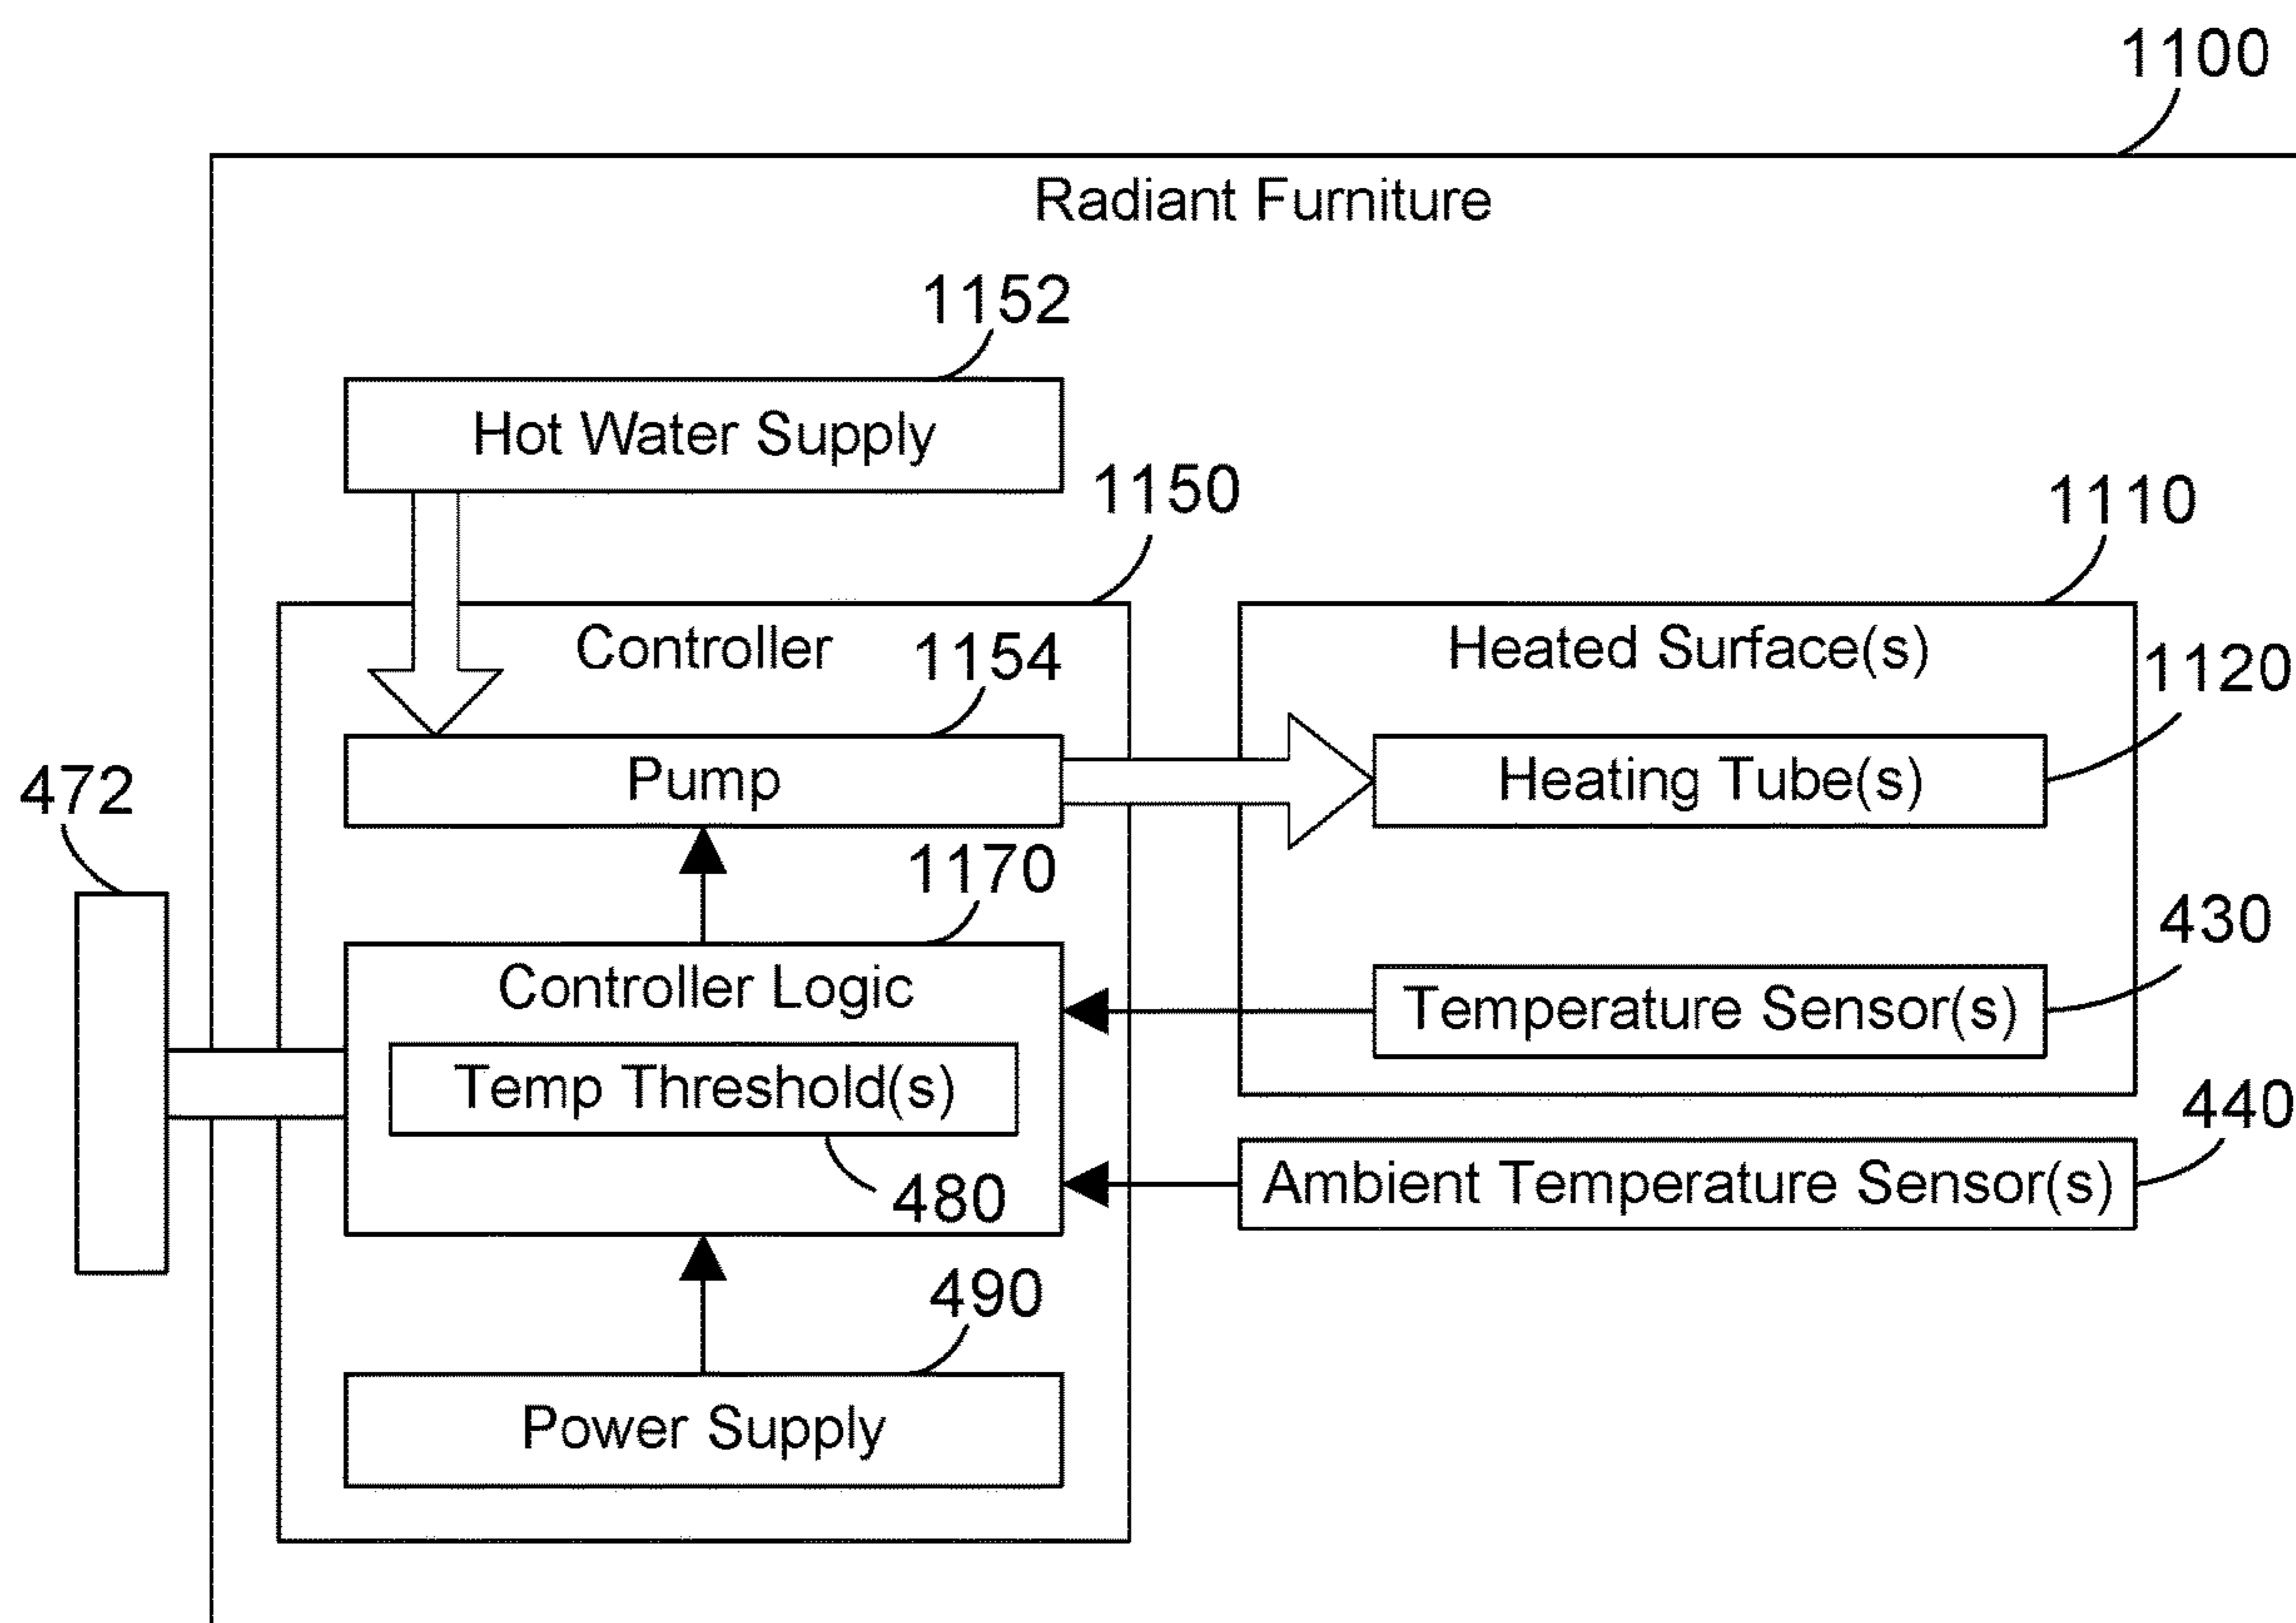 1100
Radiant Furniture
1152
Hot Water Supply
1150
1110
Controller
1154
Heated Surface(s)
1120
Pump
Heating Tube(s)
472
1170
430
Controller Logic
Temperature Sensor(s)
Temp Threshold(s)
440
480
Ambient Temperature Sensor(s)
490
Power Supply